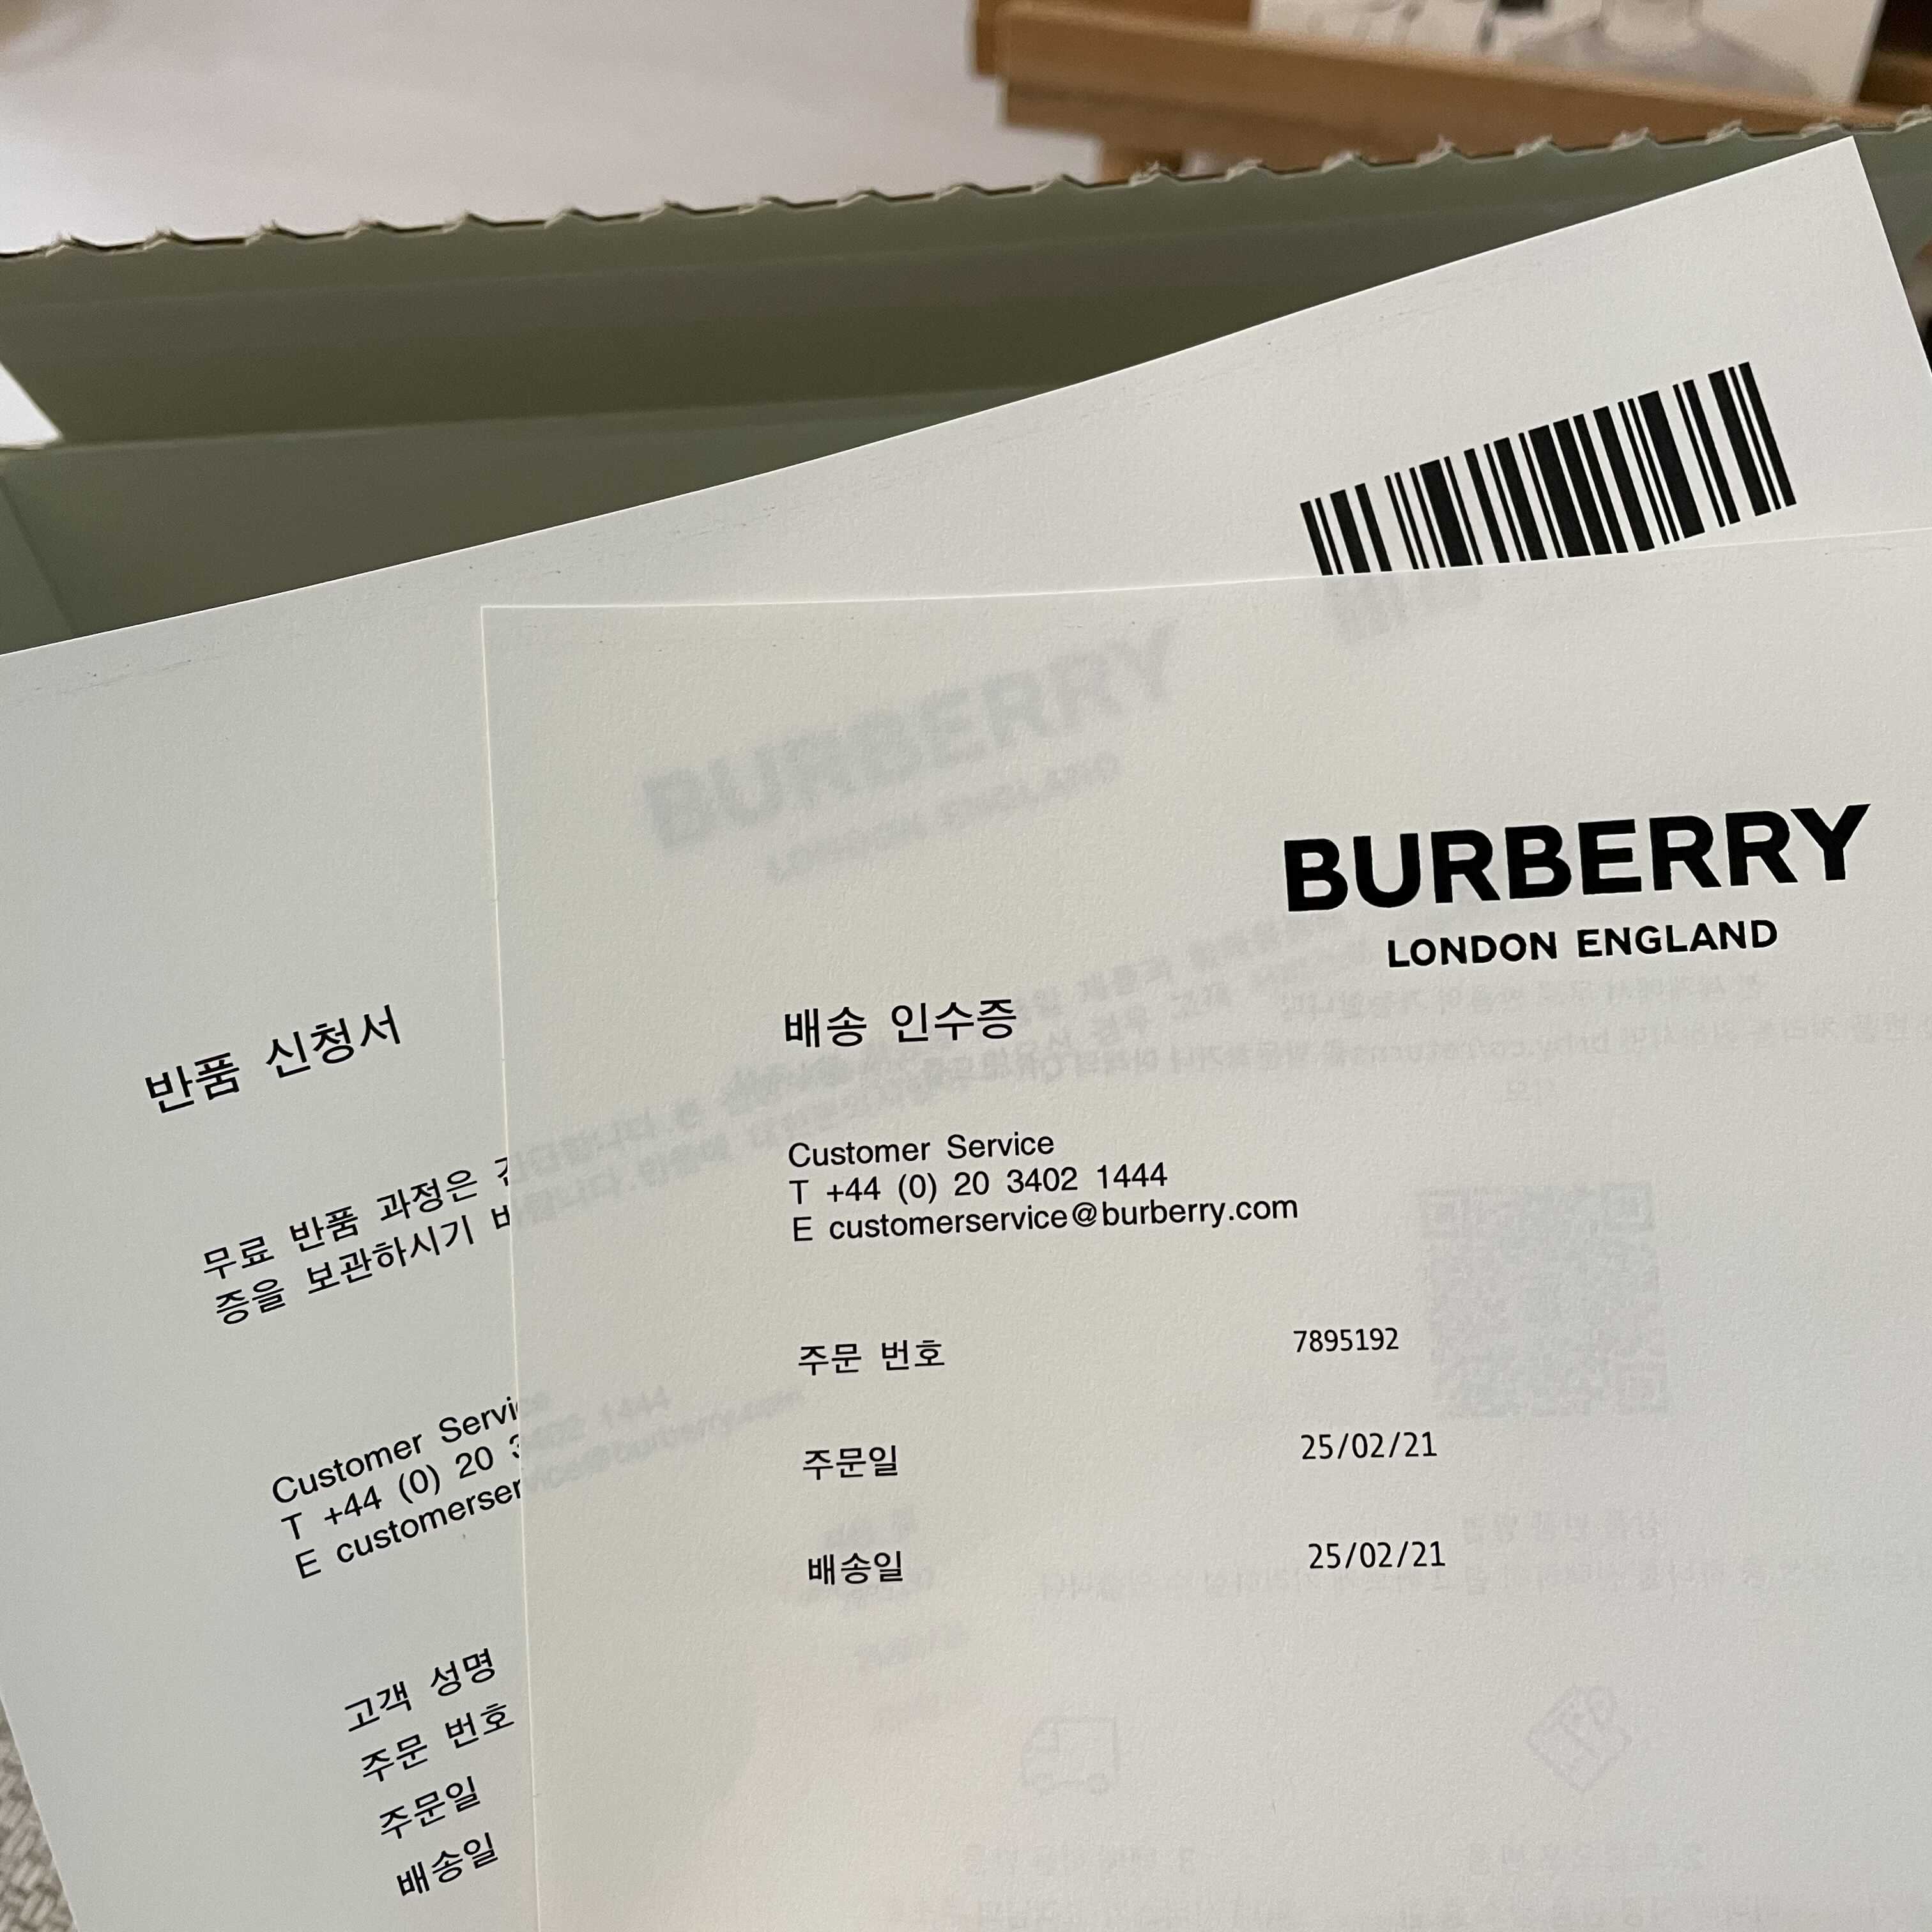 반품 신청서
무료 반품 과정은
증을 보관하시기
Customer Servi
T +44 (0) 20 3
E customerser
고객 성명
주문 번호
주문일
배송일
BURBERRY
LONDON ENGLAND
배송 인수증
Customer Service
T +44 (0) 20 3402 1444
E customerservice@burberry.com
주문 번호 7895192
주문일 25/02/21
배송일 25/02/21